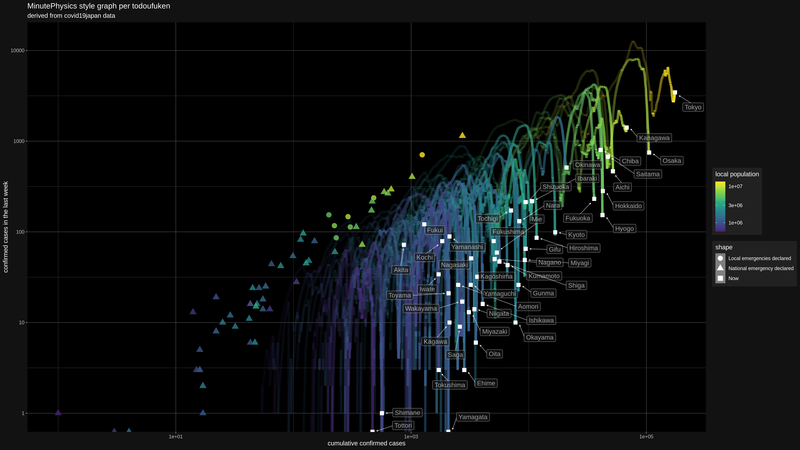 MinutePhysics style graph per todoufuken
derived from covid19japan data
confirmed cases in the last week
10000
1000
100
10
1
Tokyo
Kanagawa
Osaka
Chiba
Saitama
Okinawa
Aichi
Ibaraki
Shizuoka
Hokkaido
Nara
Fukuoka
Tochigi
Mie
Hyogo
Fukui
Fukushima
Kyoto
Yamanashi
Gifu
Hiroshima
Kochi
Nagano
Miyagi
Akita
Nagasaki
Kagoshima
Kumamoto
Shiga
Iwate
Toyama
Yamaguchi
Gunma
Wakayama
Aomori
Niigata
Ishikawa
Miyazaki
Kagawa
Okayama
Saga
Oita
Tokushima
Ehime
Shimane
Yamagata
Tottori
1e+01
1e+03
1e+05
cumulative confirmed cases
local population
1e+07
3e+06
1e+06
shape
Local emergencies declared
National emergency declared
Now